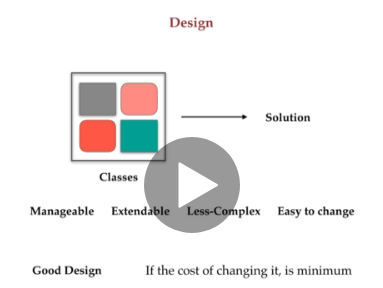 Design
Solution
Classes
Manageable Extendable Less-Complex Easy to change
Good Design If the cost of changing it, is minimum